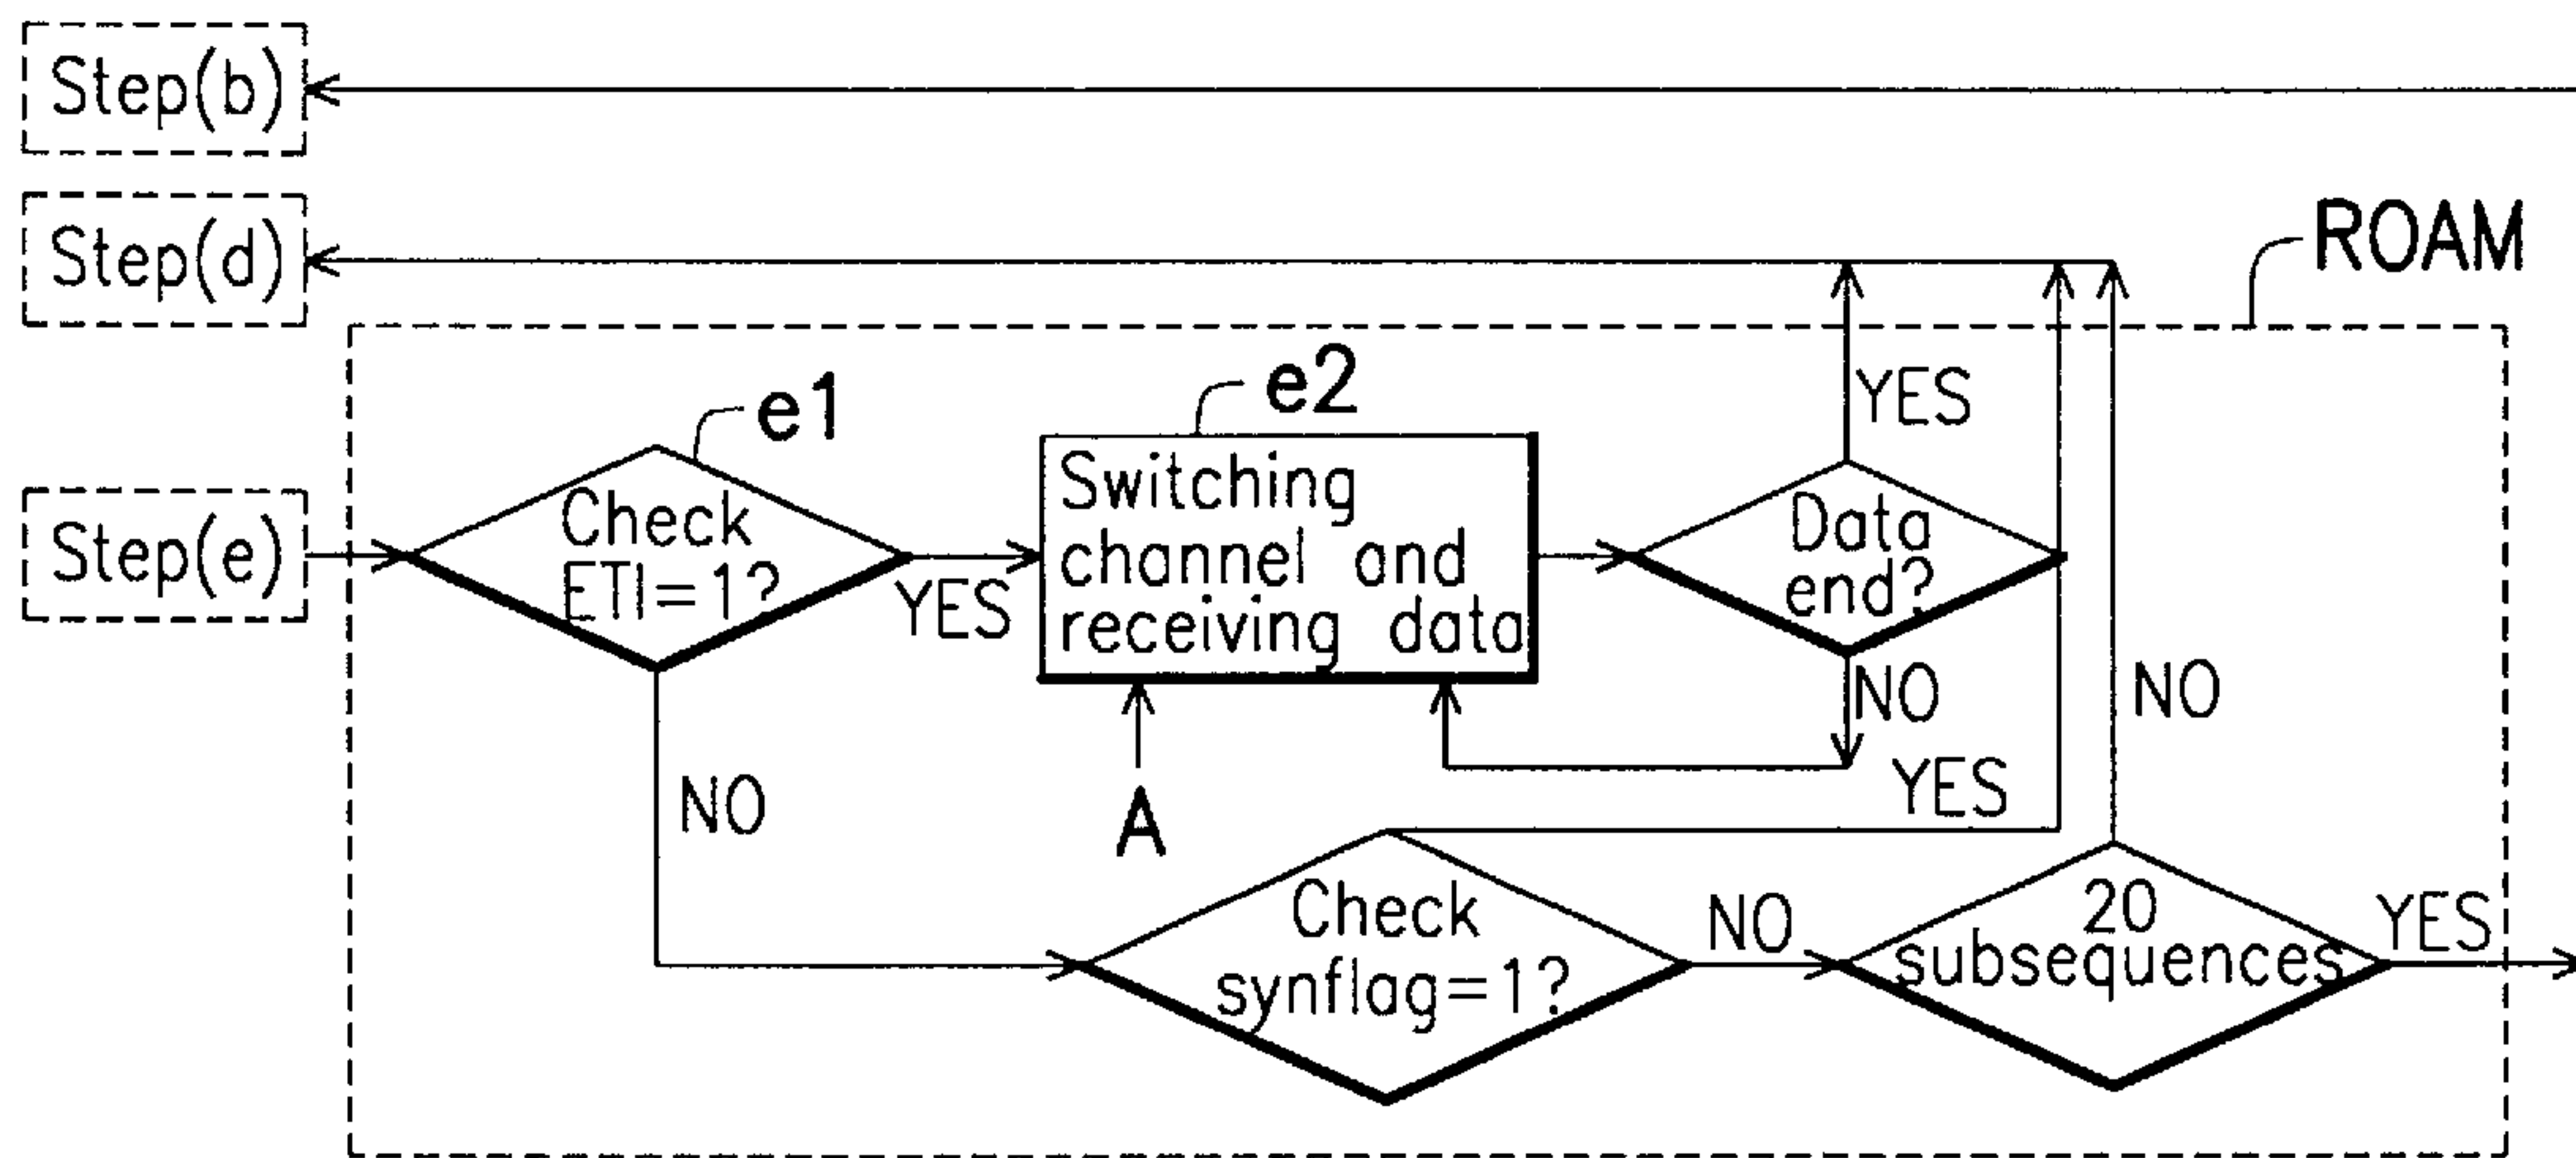 Step(b)
Step(d)
ROAM
e1
e2
YES
Step(e)
Check
ETI=1?
YES
Switching
channel and
receiving data
Data
end?
NO
NO
YES
NO
A
Check
synflag=1?
NO
20
subsequences
YES